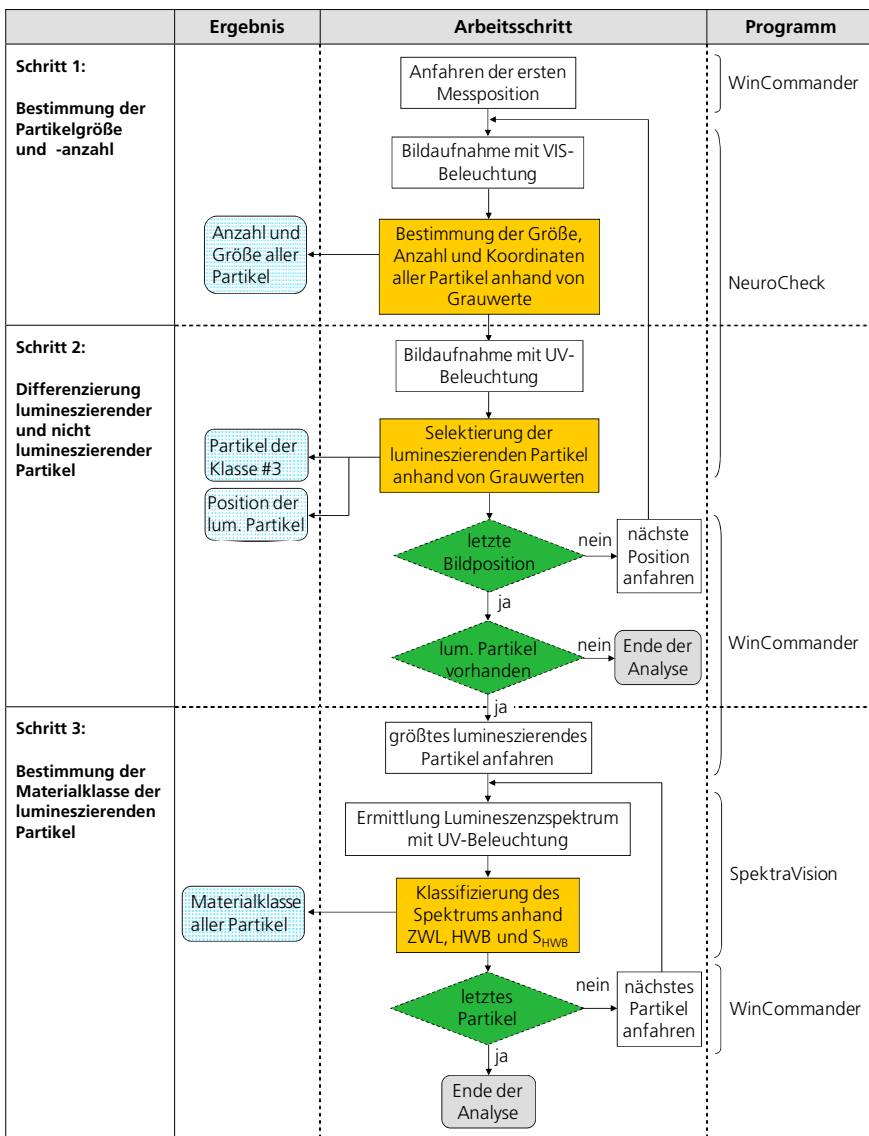 Ergebnis
Arbeitsschritt
Programm
Schritt 1:
Bestimmung der
Partikelgröße
und -anzahl
Anfahren der ersten
Messposition
WinCommander
Bildaufnahme mit VIS-
Beleuchtung
Anzahl und
Größe aller
Partikel
Bestimmung der Größe,
Anzahl und Koordinaten
aller Partikel anhand von
Grauwerte
NeuroCheck
Schritt 2:
Differenzierung
lumineszierender
und nicht
lumineszierender
Partikel
Bildaufnahme mit UV-
Beleuchtung
Partikel der
Klasse #3
Position der
lum. Partikel
Selektierung der
lumineszierenden Partikel
anhand von Grauwerten
letzte
Bildposition
nein
nächste
Position
anfahren
ja
lum. Partikel
vorhanden
nein
Ende der
Analyse
WinCommander
ja
Schritt 3:
Bestimmung der
Materialklasse der
lumineszierenden
Partikel
größtes lumineszierendes
Partikel anfahren
Ermittlung Lumineszenzspektrum
mit UV-Beleuchtung
SpektraVision
Materialklasse
aller Partikel
Klassifizierung des
Spektrums anhand
ZWL, HWB und SHWB
letztes
Partikel
nein
nächstes
Partikel
anfahren
WinCommander
ja
Ende der
Analyse